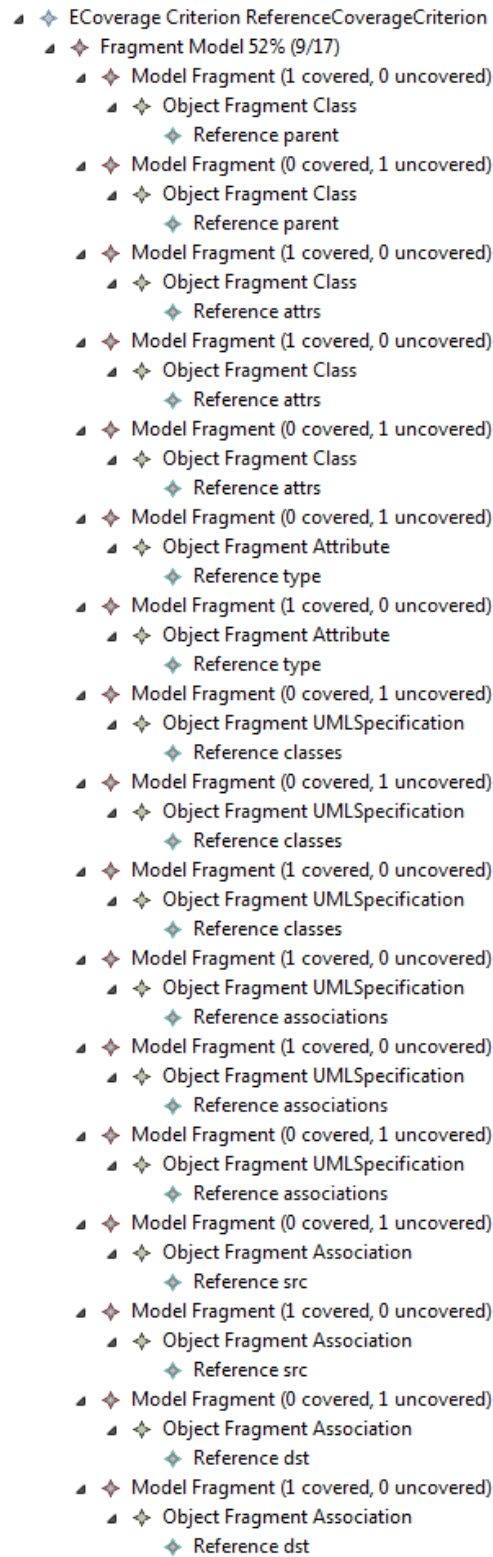 ECoverage Criterion ReferenceCoverageCriterion
Fragment Model 52% (9/17)
Model Fragment (1 covered, 0 uncovered)
Object Fragment Class
Reference parent
Model Fragment (0 covered, 1 uncovered)
Object Fragment Class
Reference parent
Model Fragment (1 covered, 0 uncovered)
Object Fragment Class
Reference attrs
Model Fragment (1 covered, 0 uncovered)
Object Fragment Class
Reference attrs
Model Fragment (0 covered, 1 uncovered)
Object Fragment Class
Reference attrs
Model Fragment (0 covered, 1 uncovered)
Object Fragment Attribute
Reference type
Model Fragment (1 covered, 0 uncovered)
Object Fragment Attribute
Reference type
Model Fragment (0 covered, 1 uncovered)
Object Fragment UMLSpecification
Reference classes
Model Fragment (0 covered, 1 uncovered)
Object Fragment UMLSpecification
Reference classes
Model Fragment (1 covered, 0 uncovered)
Object Fragment UMLSpecification
Reference classes
Model Fragment (1 covered, 0 uncovered)
Object Fragment UMLSpecification
Reference associations
Model Fragment (1 covered, 0 uncovered)
Object Fragment UMLSpecification
Reference associations
Model Fragment (0 covered, 1 uncovered)
Object Fragment UMLSpecification
Reference associations
Model Fragment (0 covered, 1 uncovered)
Object Fragment Association
Reference src
Model Fragment (1 covered, 0 uncovered)
Object Fragment Association
Reference src
Model Fragment (0 covered, 1 uncovered)
Object Fragment Association
Reference dst
Model Fragment (1 covered, 0 uncovered)
Object Fragment Association
Reference dst